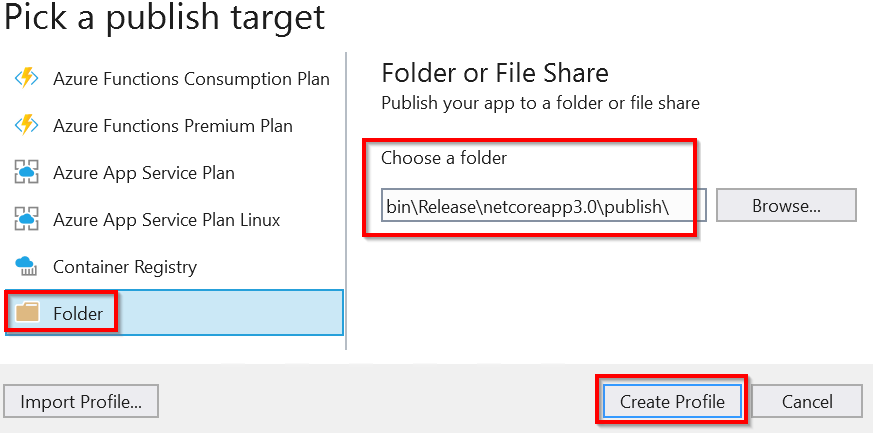 Pick a publish target
Azure Functions Consumption Plan
Azure Functions Premium Plan
Azure App Service Plan
Azure App Service Plan Linux
Container Registry
Folder
Folder or File Share
Publish your app to a folder or file share
Choose a folder
bin\Release\netcoreapp3.0\publish\
Browse...
Import Profile...
Create Profile
Cancel